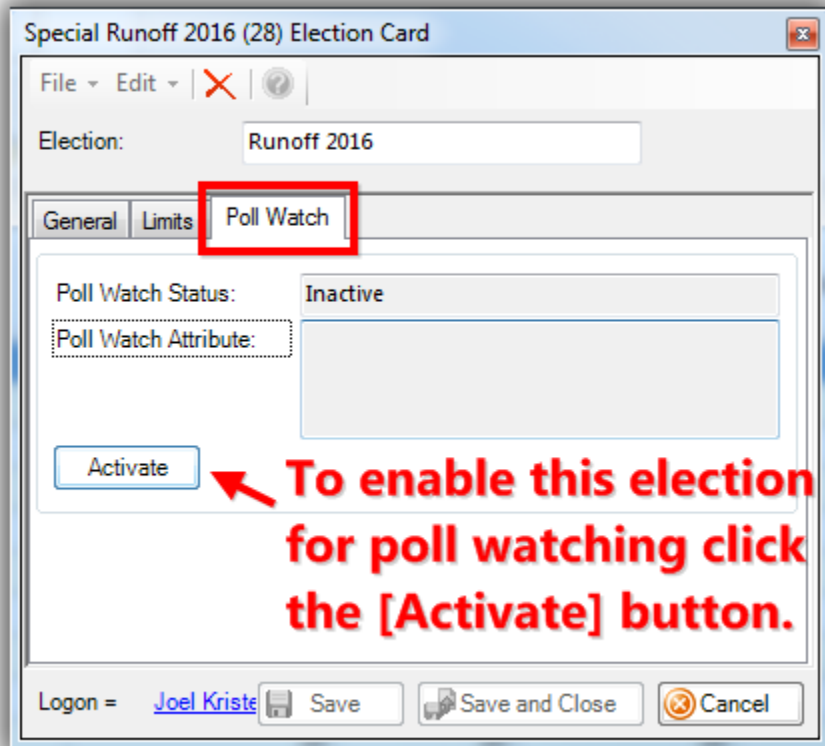 Special Runoff 2016 (28) Election Card
File Edit
Election: Runoff 2016
General Limits Poll Watch
Poll Watch Status: Inactive
Poll Watch Attribute:
Activate
To enable this election
for poll watching click
the [Activate] button.
Logon = Joel Kriste Save Save and Close Cancel